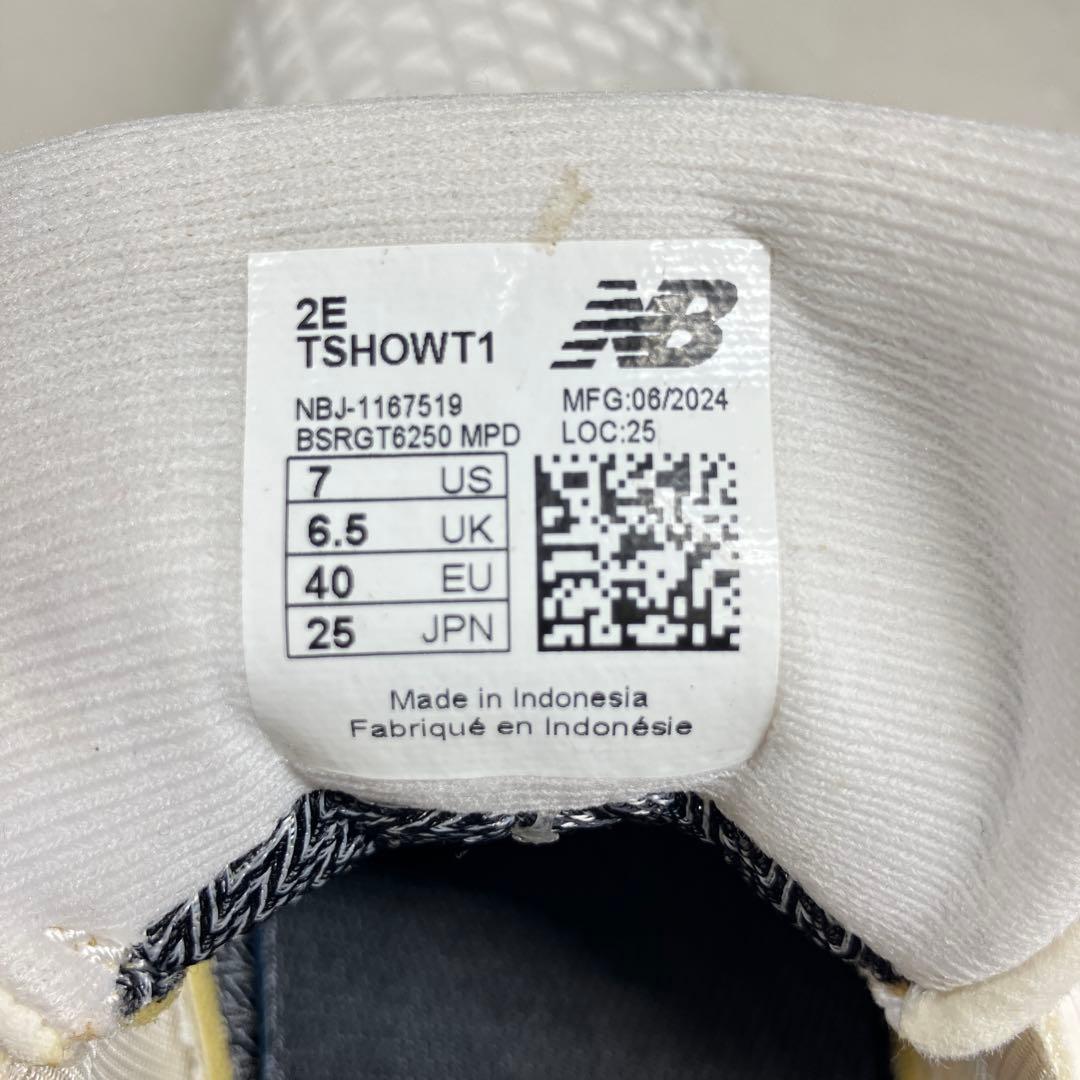 2E
TSHOWT1
NB
NBJ-1167519
BSRGT6250 MPD
MFG:06/2024
LOC:25
7 US
6.5 UK
40 EU
25 JPN
Made in Indonesia
Fabriqué en Indonésie